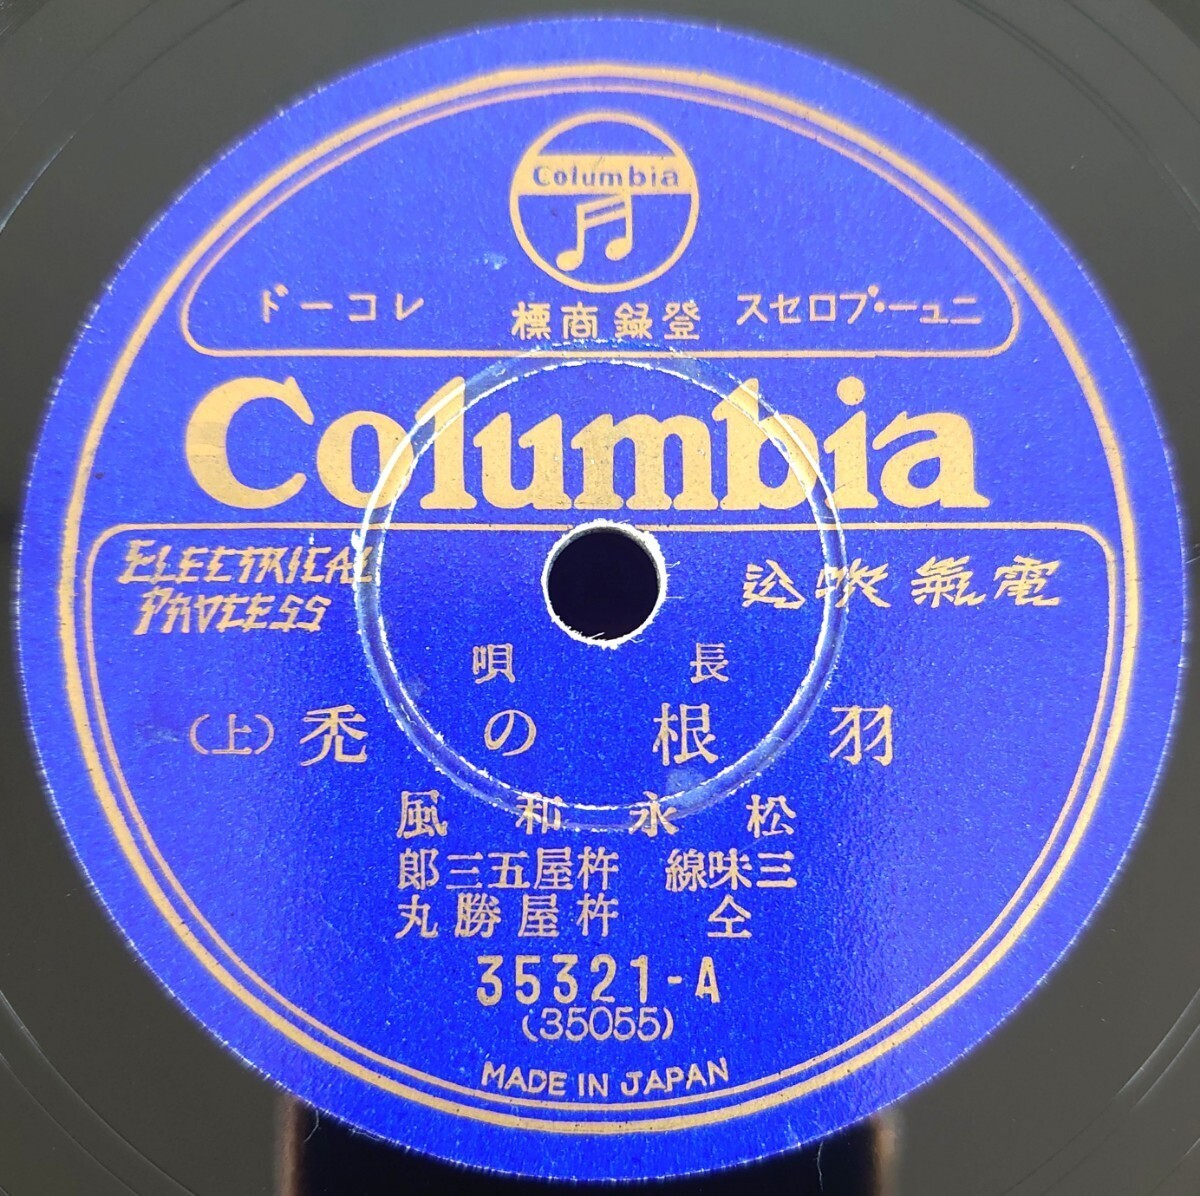 Columbia
ニュー・プロセス 登録商標 レコード
Columbia
ELECTRICAL
PROCESS
電氣吹込
長唄
羽根の禿(上)
松永和風
三味線 杵屋五三郎
仝 杵屋勝丸
35321-A
(35055)
MADE IN JAPAN